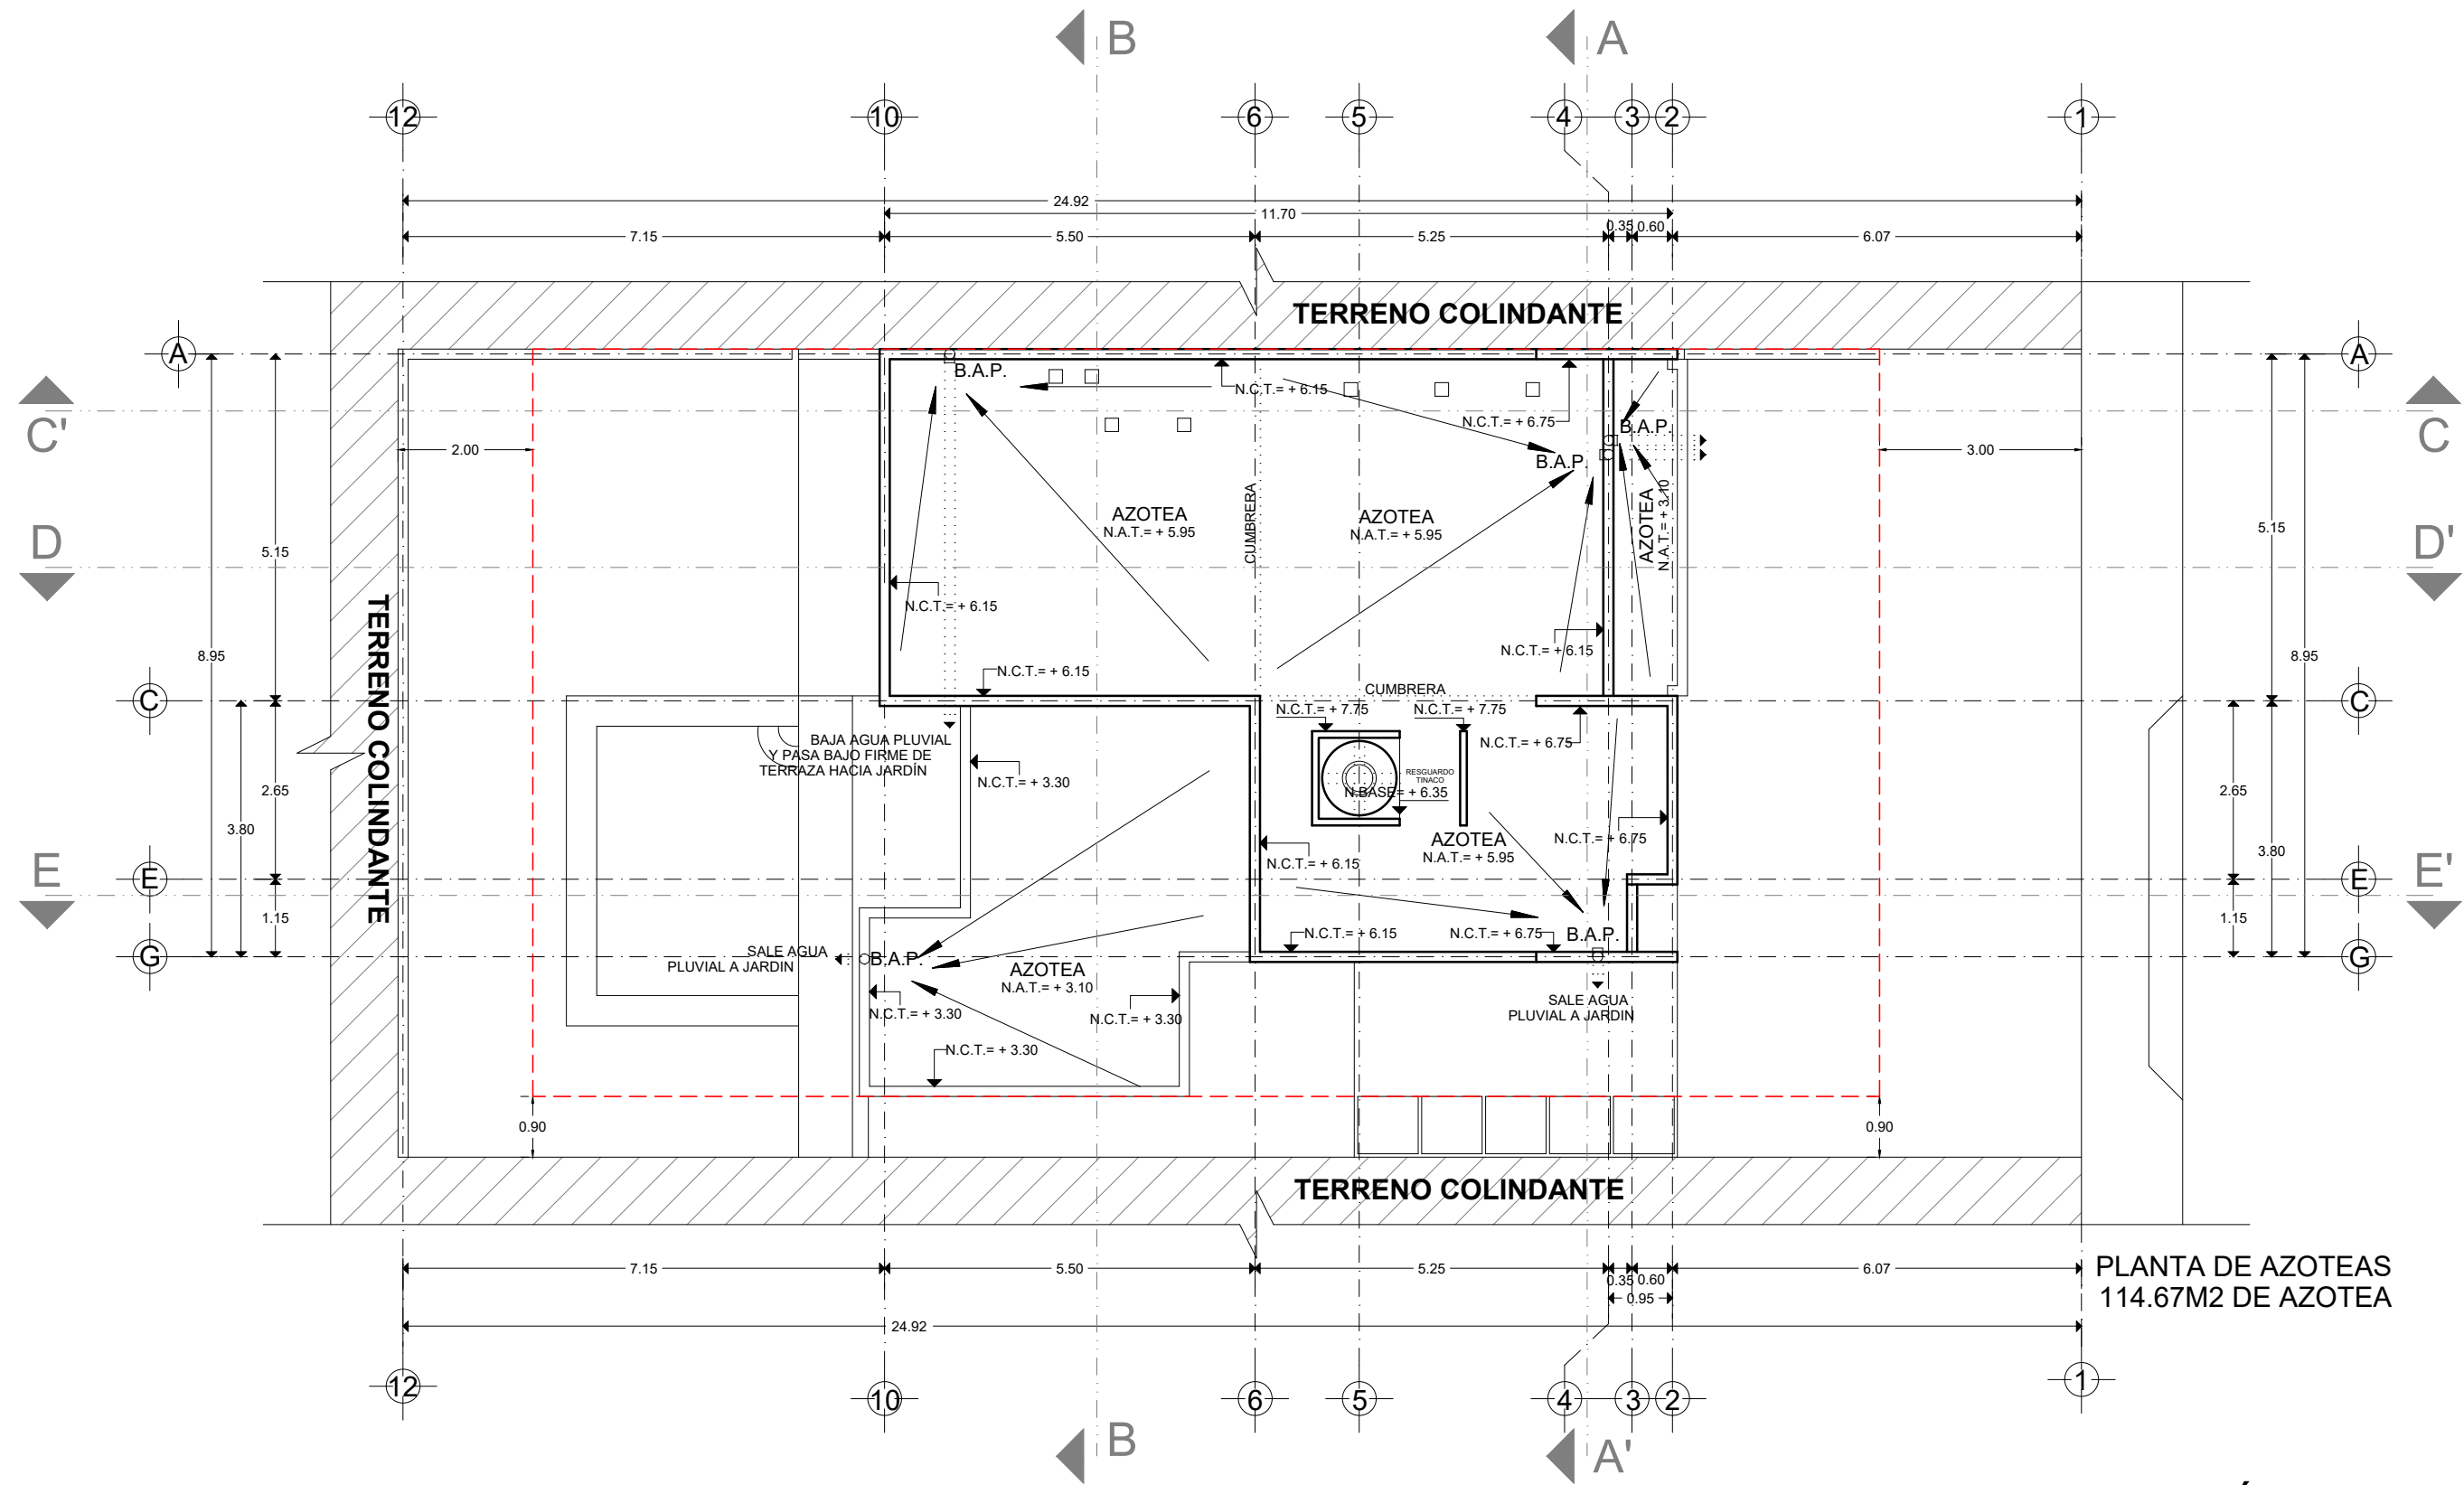 B
A
12
10
6
5
4
3
2
1
24.92
11.70
7.15
5.50
5.25
0.35
0.60
6.07
TERRENO COLINDANTE
A
A
B.A.P.
N.C.T.= + 6.15
N.C.T.= + 6.75
B.A.P.
B.A.P.
C'
C
2.00
3.00
CUMBRERA
AZOTEA
N.A.T.= + 5.95
AZOTEA
N.A.T.= + 5.95
AZOTEA
N.A.T.= + 3.10
D
D'
5.15
5.15
N.C.T.= + 6.15
TERRENO COLINDANTE
8.95
8.95
N.C.T.= + 6.15
N.C.T.= + 6.15
CUMBRERA
C
C
N.C.T.= + 7.75
N.C.T.= + 7.75
N.C.T.= + 6.75
BAJA AGUA PLUVIAL
Y PASA BAJO FIRME DE
TERRAZA HACIA JARDÍN
N.C.T.= + 3.30
RESGUARDO
TINACO
N.BASE= + 6.35
2.65
2.65
3.80
3.80
AZOTEA
N.A.T.= + 5.95
N.C.T.= + 6.75
N.C.T.= + 6.15
E
E
E
E'
1.15
1.15
N.C.T.= + 6.15
N.C.T.= + 6.75
B.A.P.
SALE AGUA
PLUVIAL A JARDIN
B.A.P.
G
G
AZOTEA
N.A.T.= + 3.10
N.C.T.= + 3.30
N.C.T.= + 3.30
SALE AGUA
PLUVIAL A JARDIN
N.C.T.= + 3.30
0.90
0.90
TERRENO COLINDANTE
7.15
5.50
5.25
0.35
0.60
6.07
0.95
24.92
PLANTA DE AZOTEAS
114.67M2 DE AZOTEA
12
10
6
5
4
3
2
1
B
A'